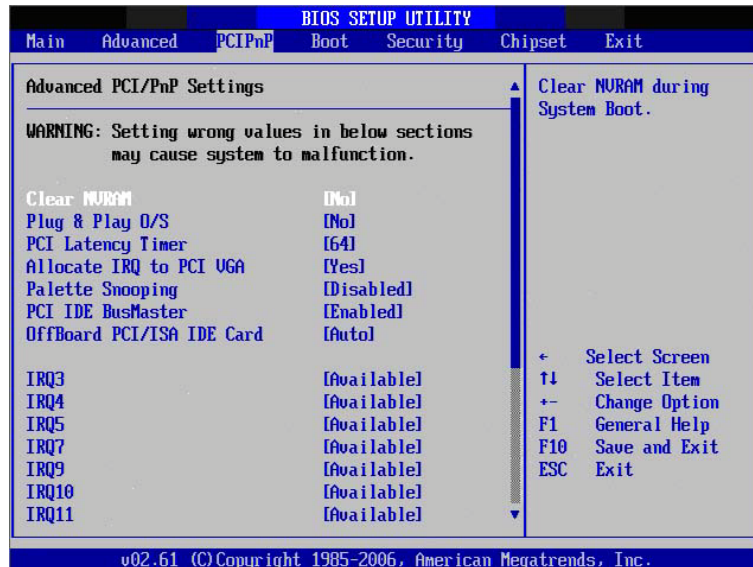 BIOS SETUP UTILITY
Main Advanced PCIPnP Boot Security Chipset Exit
Advanced PCI/PnP Settings
WARNING: Setting wrong values in below sections
may cause system to malfunction.
Clear NVRAM [No]
Plug & Play O/S [No]
PCI Latency Timer [64]
Allocate IRQ to PCI VGA [Yes]
Palette Snooping [Disabled]
PCI IDE BusMaster [Enabled]
OffBoard PCI/ISA IDE Card [Auto]
IRQ3 [Available]
IRQ4 [Available]
IRQ5 [Available]
IRQ7 [Available]
IRQ9 [Available]
IRQ10 [Available]
IRQ11 [Available]
Clear NVRAM during
System Boot.
← Select Screen
↑↓ Select Item
+- Change Option
F1 General Help
F10 Save and Exit
ESC Exit
v02.61 (C)Copyright 1985-2006, American Megatrends, Inc.